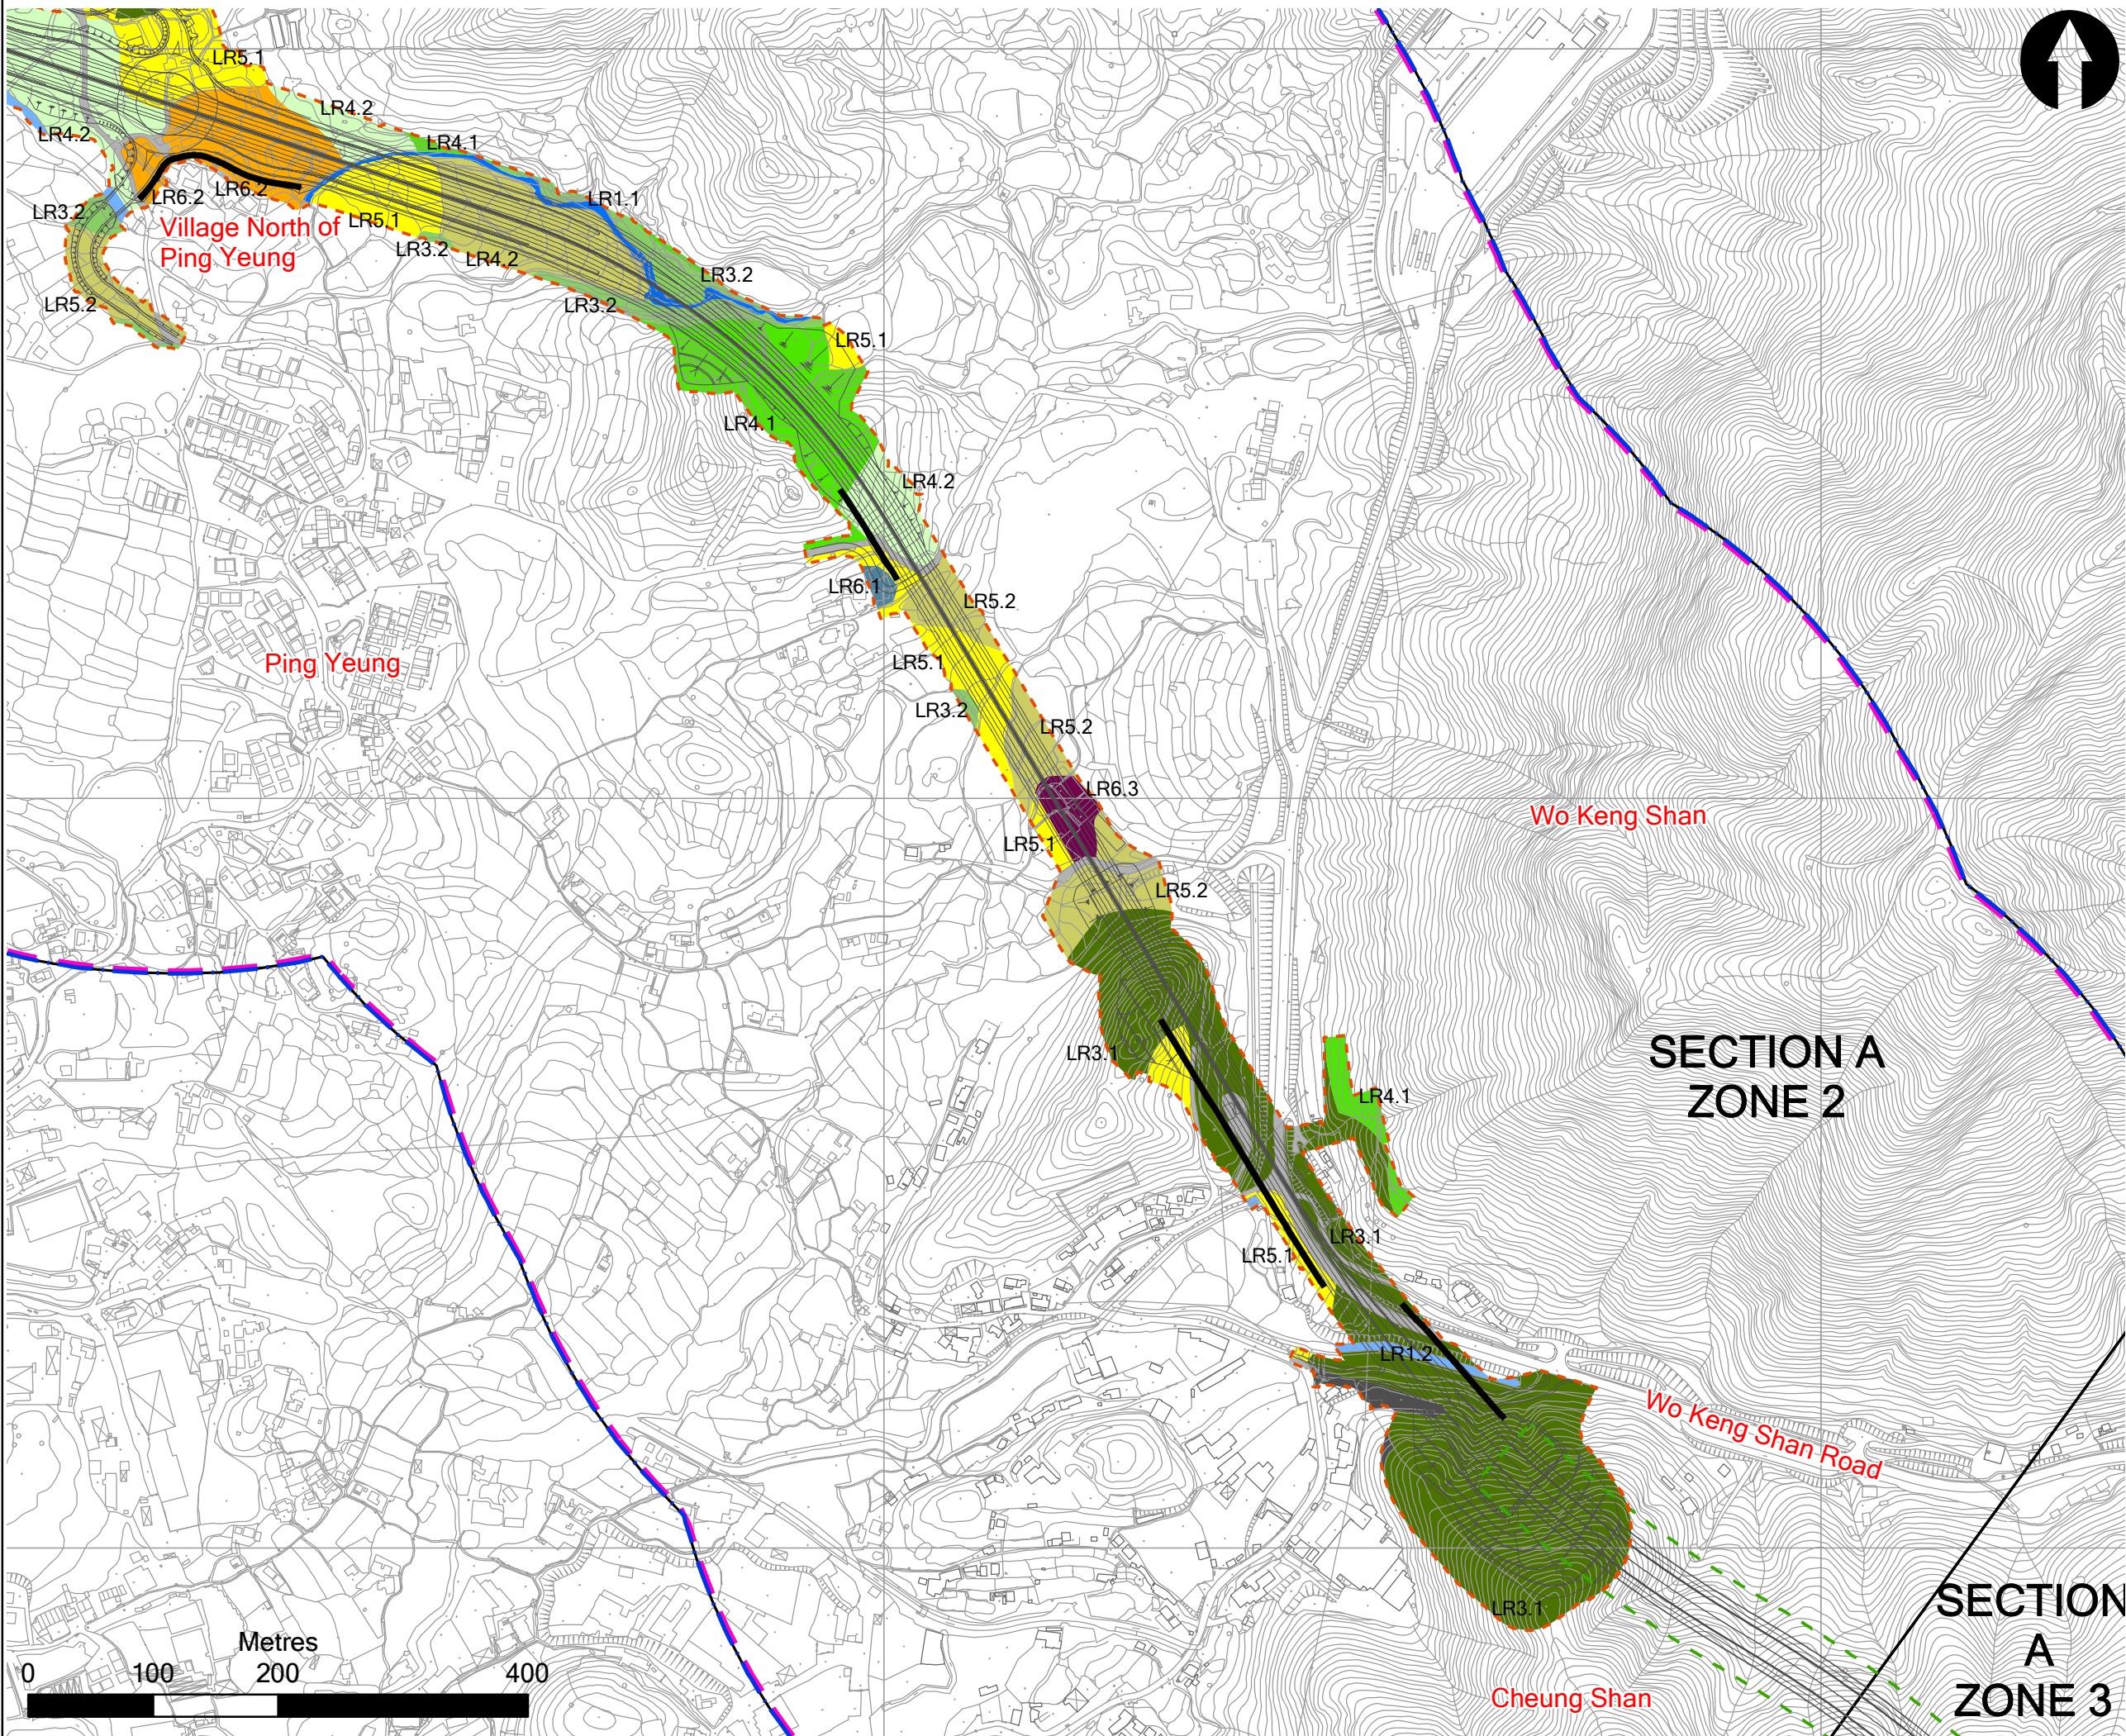 LR5.1
LR4.2
LR4.2
LR4.1
LR6.2
LR6.2
LR1.1
LR3.2
Village North of
Ping Yeung
LR5.1
LR3.2
LR4.2
LR3.2
LR5.2
LR3.2
LR5.1
LR4.1
LR4.2
LR6.1
LR5.2
Ping Yeung
LR5.1
LR3.2
LR5.2
LR6.3
Wo Keng Shan
LR5.1
LR5.2
LR3.1
SECTION A
ZONE 2
LR4.1
LR3.1
LR5.1
LR1.2
Wo Keng Shan Road
LR3.1
SECTION
A
ZONE 3
Cheung Shan
Metres
0 100 200 400